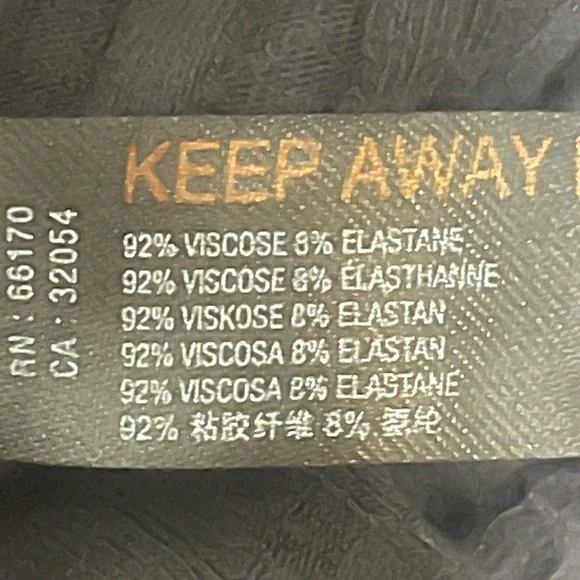 KEEP AWAY
92% VISCOSE 8% ELASTANE
92% VISCOSE 8% ÉLASTHANNE
92% VISKOSE 8% ELASTAN
92% VISCOSA 8% ELASTAN
92% VISCOSA 8% ELASTANE
92% 粘胶纤维 8% 氨纶
RN : 66170
CA : 32054